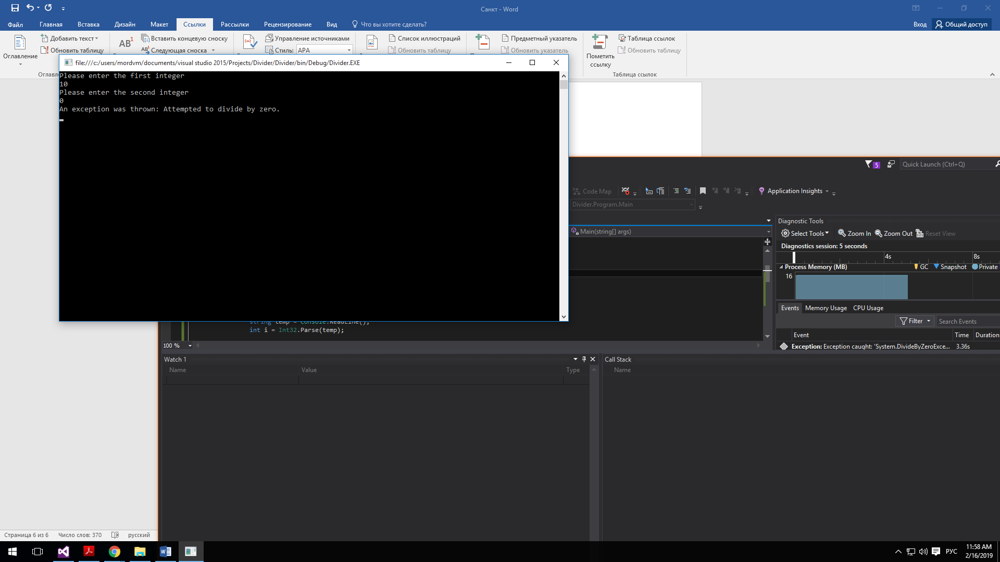 Санкт - Word
Файл Главная Вставка Дизайн Макет Ссылки Рассылки Рецензирование Вид Что вы хотите сделать? Вход Общий доступ
Оглавление
Добавить текст
Обновить таблицу
AB1
Вставить концевую сноску
Следующая сноска
Управление источниками
Стиль: APA
Список иллюстраций
Обновить таблицу
Предметный указатель
Обновить указатель
Пометить ссылку
Таблица ссылок
Обновить таблицу
Таблица ссылок
file:///c:/users/mordvm/documents/visual studio 2015/Projects/Divider/Divider/bin/Debug/Divider.EXE
Please enter the first integer
10
Please enter the second integer
0
An exception was thrown: Attempted to divide by zero.
5 Quick Launch (Ctrl+Q)
Code Map Application Insights
Divider.Program.Main
Main(string[] args)
Diagnostic Tools
Select Tools Zoom In Zoom Out Reset View
Diagnostics session: 5 seconds
4s 8s
Process Memory (MB) GC Snapshot Private
16
Events Memory Usage CPU Usage
Filter Search Events
Event Time Duration
Exception: Exception caught: 'System.DivideByZeroExce... 3.36s
string temp = Console.ReadLine();
int i = Int32.Parse(temp);
100 %
Watch 1
Name Value Type
Call Stack
Name
Страница 6 из 6 Число слов: 370 русский
РУС
11:58 AM
2/16/2019